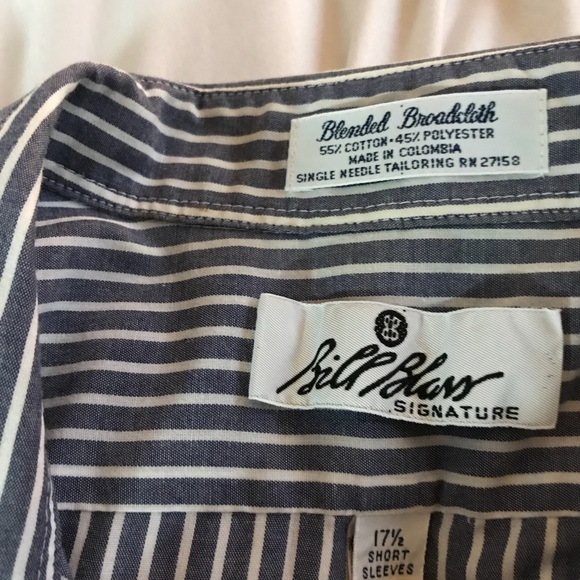 Blended Broadcloth
55% COTTON • 45% POLYESTER
MADE IN COLOMBIA
SINGLE NEEDLE TAILORING RN 27158
Bill Blass
SIGNATURE
17½
SHORT
SLEEVES